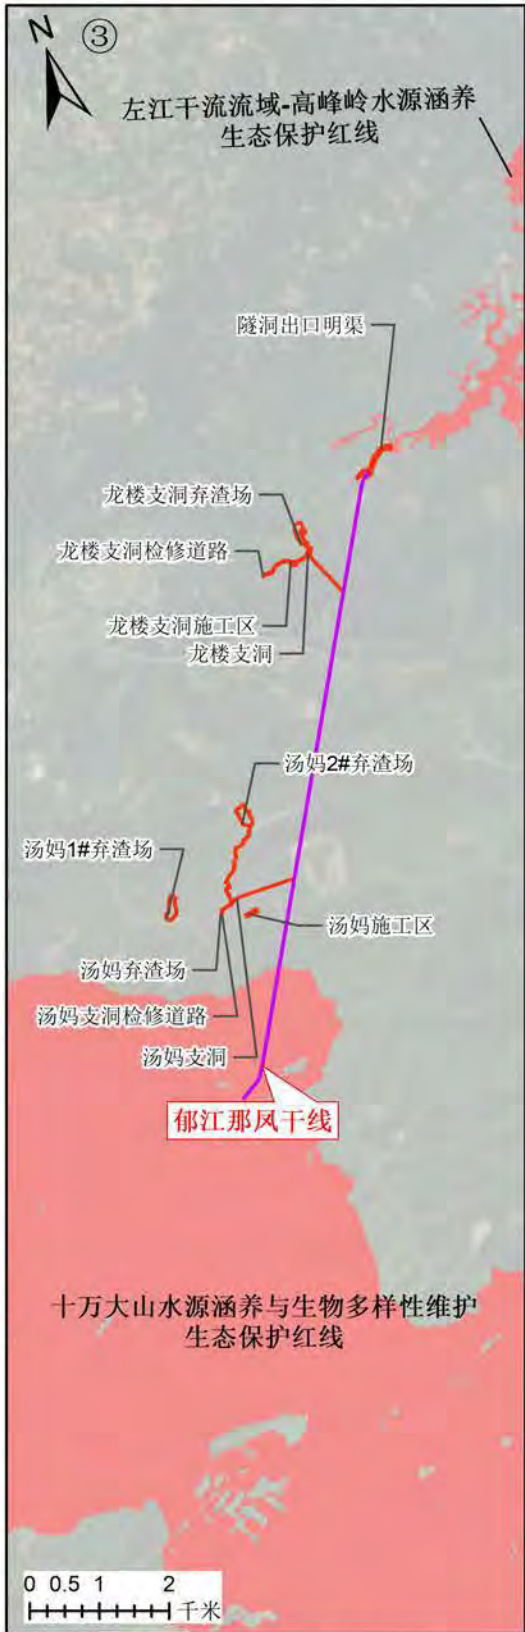 N
③
左江干流流域-高峰岭水源涵养
生态保护红线
隧洞出口明渠
龙楼支洞弃渣场
龙楼支洞检修道路
龙楼支洞施工区
龙楼支洞
汤妈2#弃渣场
汤妈1#弃渣场
汤妈施工区
汤妈弃渣场
汤妈支洞检修道路
汤妈支洞
郁江那凤干线
十万大山水源涵养与生物多样性维护
生态保护红线
0 0.5 1 2
千米